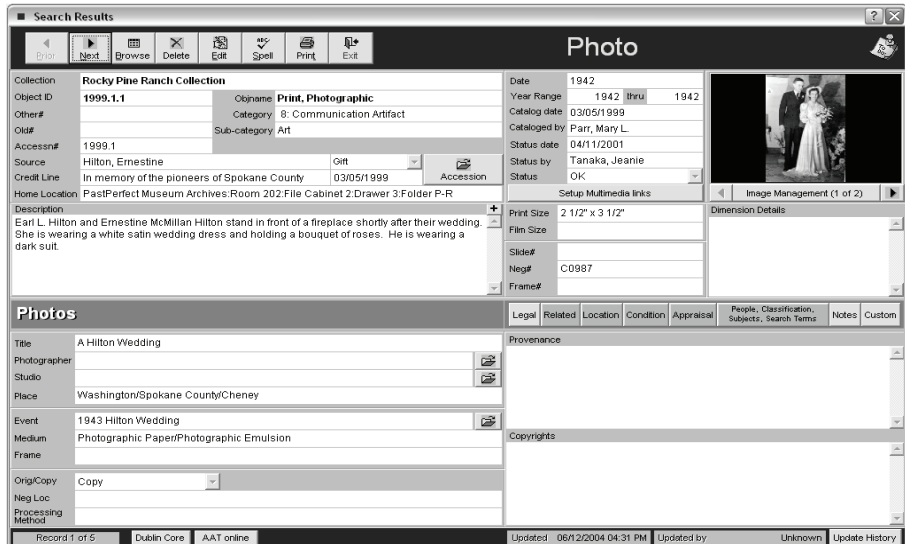 Search Results
Prior Next Browse Delete Edit Spell Print Exit
Photo
Collection Rocky Pine Ranch Collection
Object ID 1999.1.1 Objname Print, Photographic
Other# Category 8: Communication Artifact
Old# Sub-category Art
Accessn# 1999.1
Source Hilton, Ernestine Gift
Credit Line In memory of the pioneers of Spokane County 03/05/1999 Accession
Home Location PastPerfect Museum Archives:Room 202:File Cabinet 2:Drawer 3:Folder P-R
Date 1942
Year Range 1942 thru 1942
Catalog date 03/05/1999
Cataloged by Parr, Mary L.
Status date 04/11/2001
Status by Tanaka, Jeanie
Status OK
Setup Multimedia links
Image Management (1 of 2)
Description +
Earl L. Hilton and Ernestine McMillan Hilton stand in front of a fireplace shortly after their wedding.
She is wearing a white satin wedding dress and holding a bouquet of roses. He is wearing a
dark suit.
Print Size 2 1/2" x 3 1/2"
Film Size
Slide#
Neg# C0987
Frame#
Dimension Details
Photos
Legal Related Location Condition Appraisal People, Classification, Subjects, Search Terms Notes Custom
Title A Hilton Wedding
Photographer
Studio
Place Washington/Spokane County/Cheney
Event 1943 Hilton Wedding
Medium Photographic Paper/Photographic Emulsion
Frame
Orig/Copy Copy
Neg Loc
Processing
Method
Provenance
Copyrights
Record 1 of 5 Dublin Core AAT online Updated 06/12/2004 04:31 PM Updated by Unknown Update History